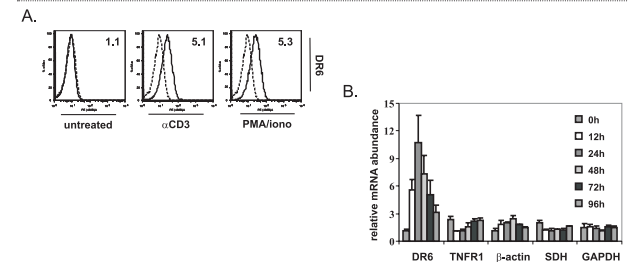 A.
1.1
5.1
5.3
DR6
untreated
αCD3
PMA/iono
B.
relative mRNA abundance
15
12
9
6
3
0
0h
12h
24h
48h
72h
96h
DR6 TNFR1 β-actin SDH GAPDH